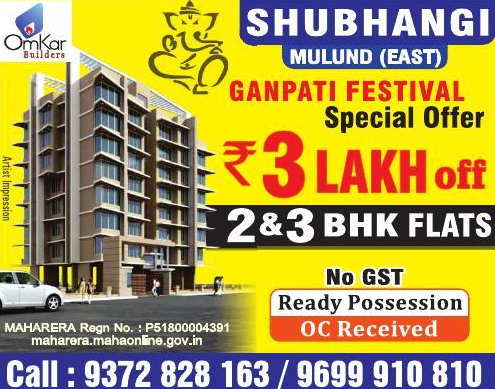 OmKar
Builders
SHUBHANGI
MULUND (EAST)
GANPATI FESTIVAL
Special Offer
₹3 LAKH off
2&3 BHK FLATS
Artist Impression
No GST
Ready Possession
OC Received
MAHARERA Regn No. : P51800004391
maharera.mahaonline.gov.in
Call : 9372 828 163 / 9699 910 810